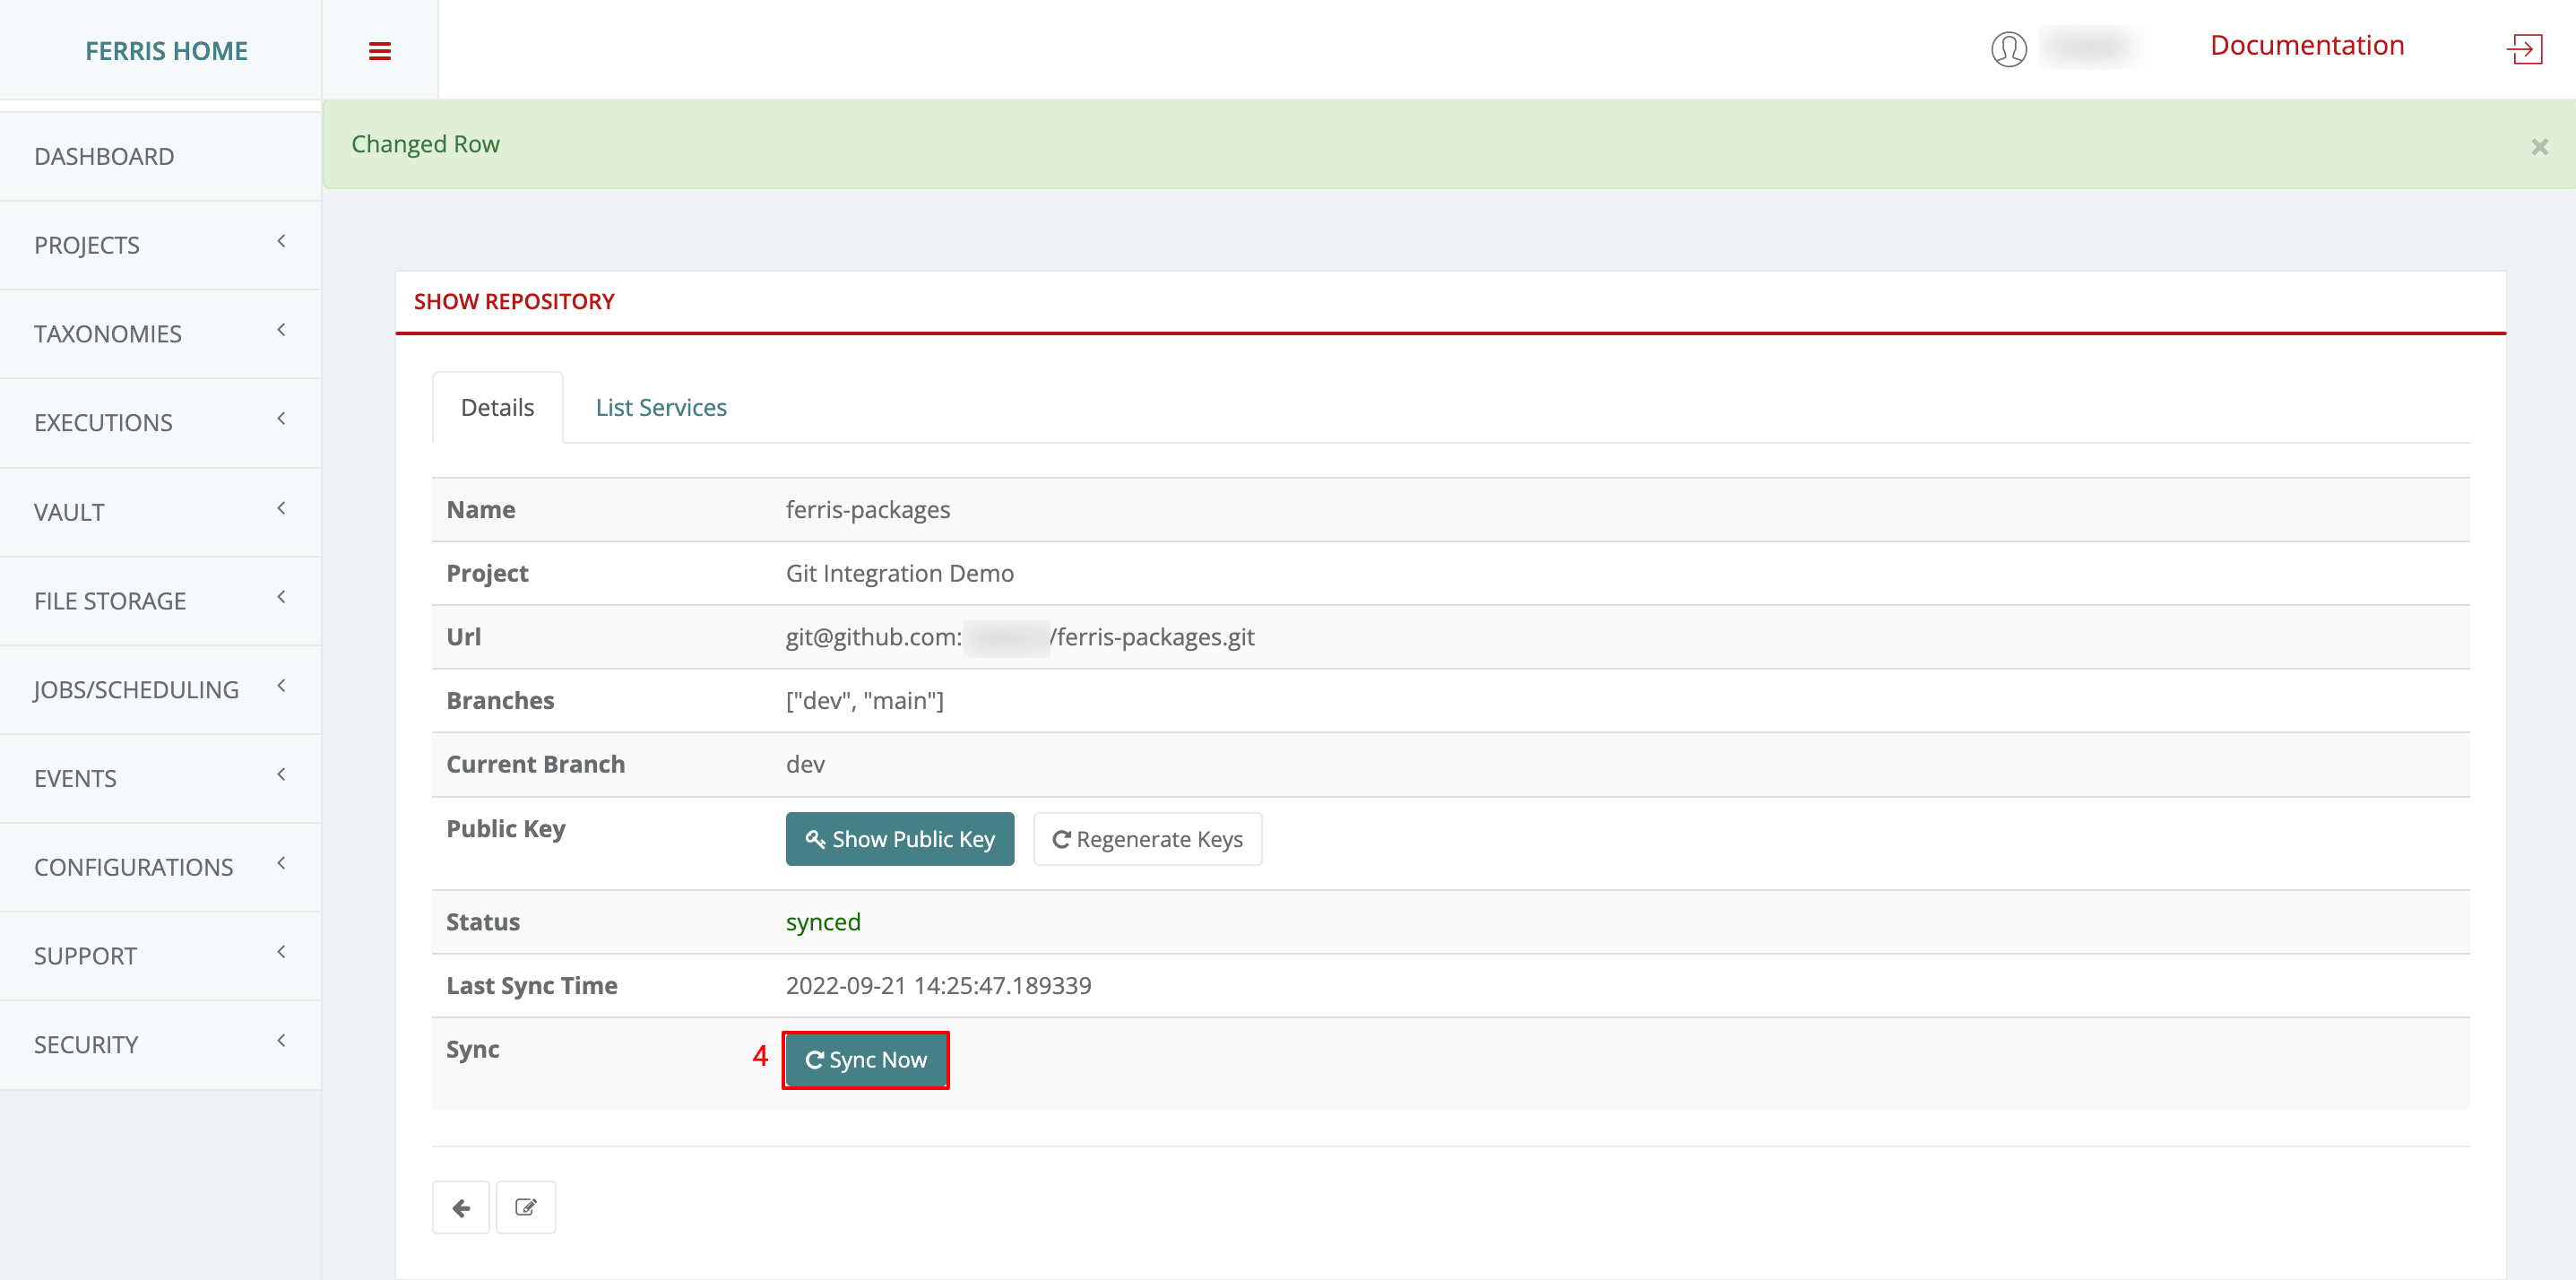 FERRIS HOME
Documentation
Changed Row
×
DASHBOARD
PROJECTS
TAXONOMIES
EXECUTIONS
VAULT
FILE STORAGE
JOBS/SCHEDULING
EVENTS
CONFIGURATIONS
SUPPORT
SECURITY
SHOW REPOSITORY
Details List Services
Name ferris-packages
Project Git Integration Demo
Url git@github.com: /ferris-packages.git
Branches ["dev", "main"]
Current Branch dev
Public Key Show Public Key Regenerate Keys
Status synced
Last Sync Time 2022-09-21 14:25:47.189339
Sync 4 Sync Now